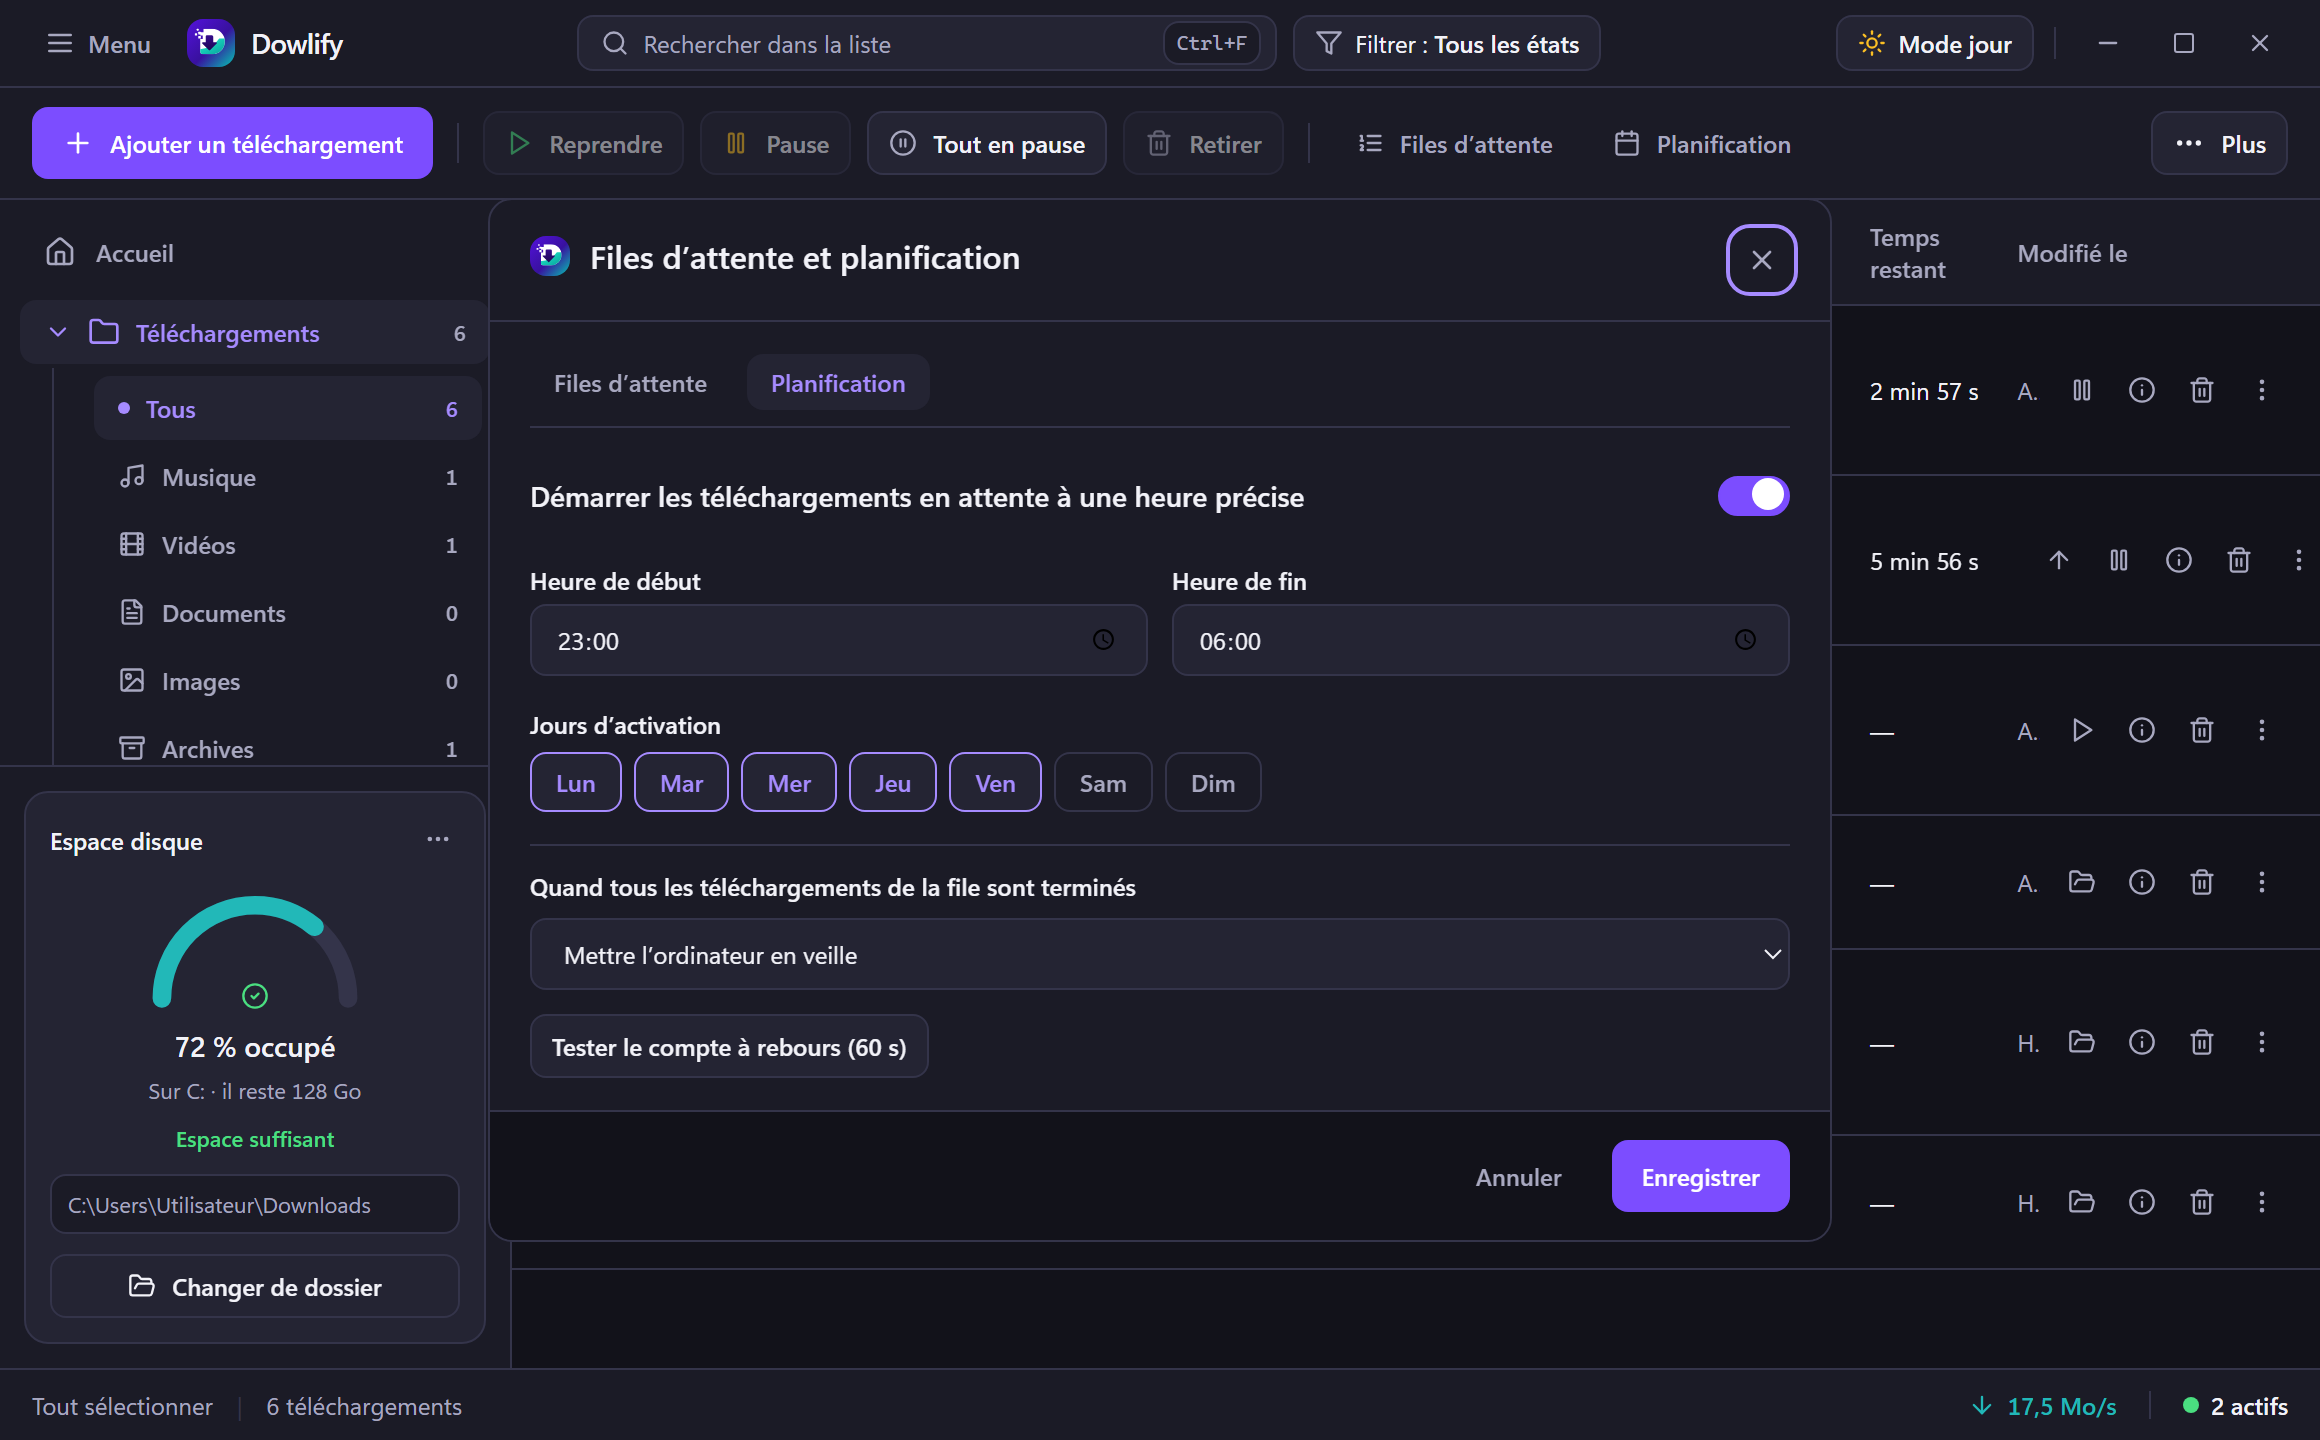 Menu
Dowlify
Rechercher dans la liste
Ctrl+F
Filtrer : Tous les états
Mode jour
Ajouter un téléchargement
Reprendre
Pause
Tout en pause
Retirer
Files d’attente
Planification
Plus
Accueil
Téléchargements 6
Tous 6
Musique 1
Vidéos 1
Documents 0
Images 0
Archives 1
Espace disque
72 % occupé
Sur C: · il reste 128 Go
Espace suffisant
C:\Users\Utilisateur\Downloads
Changer de dossier
Files d’attente et planification
Files d’attente
Planification
Démarrer les téléchargements en attente à une heure précise
Heure de début
Heure de fin
23:00
06:00
Jours d’activation
Lun
Mar
Mer
Jeu
Ven
Sam
Dim
Quand tous les téléchargements de la file sont terminés
Mettre l’ordinateur en veille
Tester le compte à rebours (60 s)
Annuler
Enregistrer
Temps
restant
Modifié le
2 min 57 s
A.
5 min 56 s
—
A.
—
A.
—
H.
—
H.
Tout sélectionner
6 téléchargements
17,5 Mo/s
2 actifs